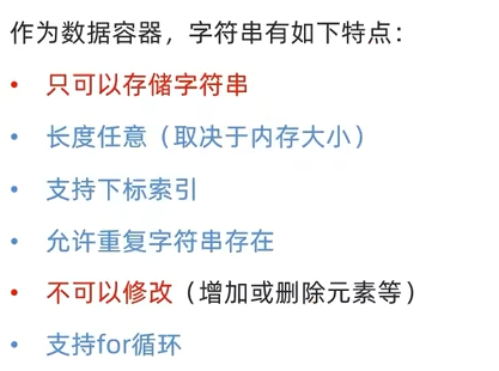 作为数据容器，字符串有如下特点：
• 只可以存储字符串
• 长度任意（取决于内存大小）
• 支持下标索引
• 允许重复字符串存在
• 不可以修改（增加或删除元素等）
• 支持for循环